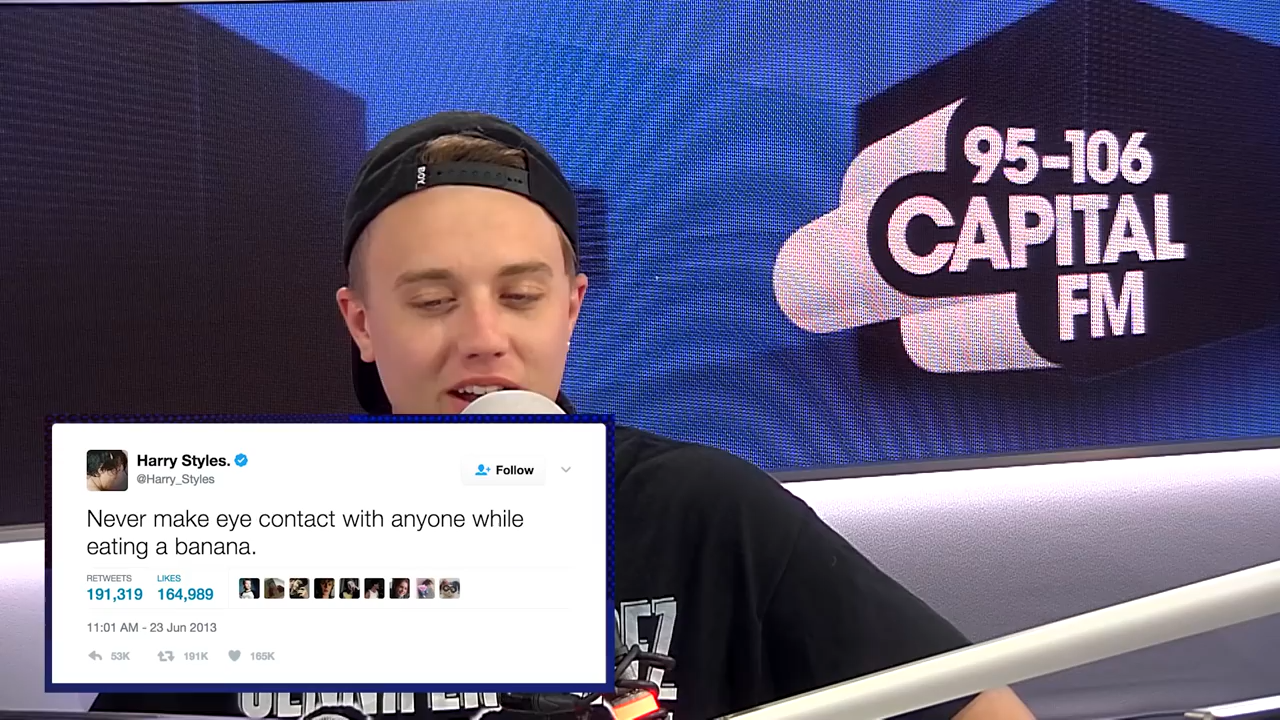 95-106
CAPITAL
FM
BOY
Harry Styles.
@Harry_Styles
Follow
Never make eye contact with anyone while
eating a banana.
RETWEETS LIKES
191,319 164,989
11:01 AM - 23 Jun 2013
53K 191K 165K